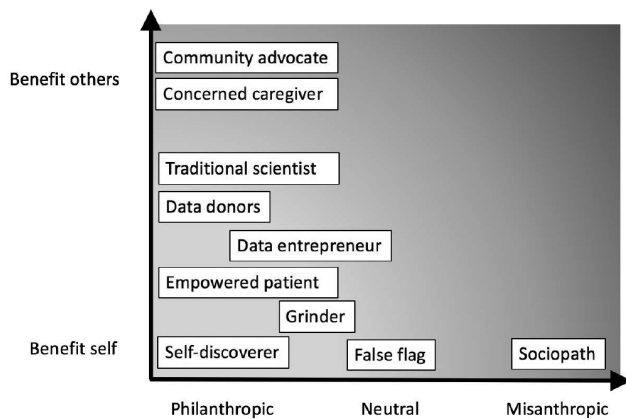 Benefit others
Community advocate
Concerned caregiver
Traditional scientist
Data donors
Data entrepreneur
Empowered patient
Grinder
Benefit self
Self-discoverer
False flag
Sociopath
Philanthropic
Neutral
Misanthropic